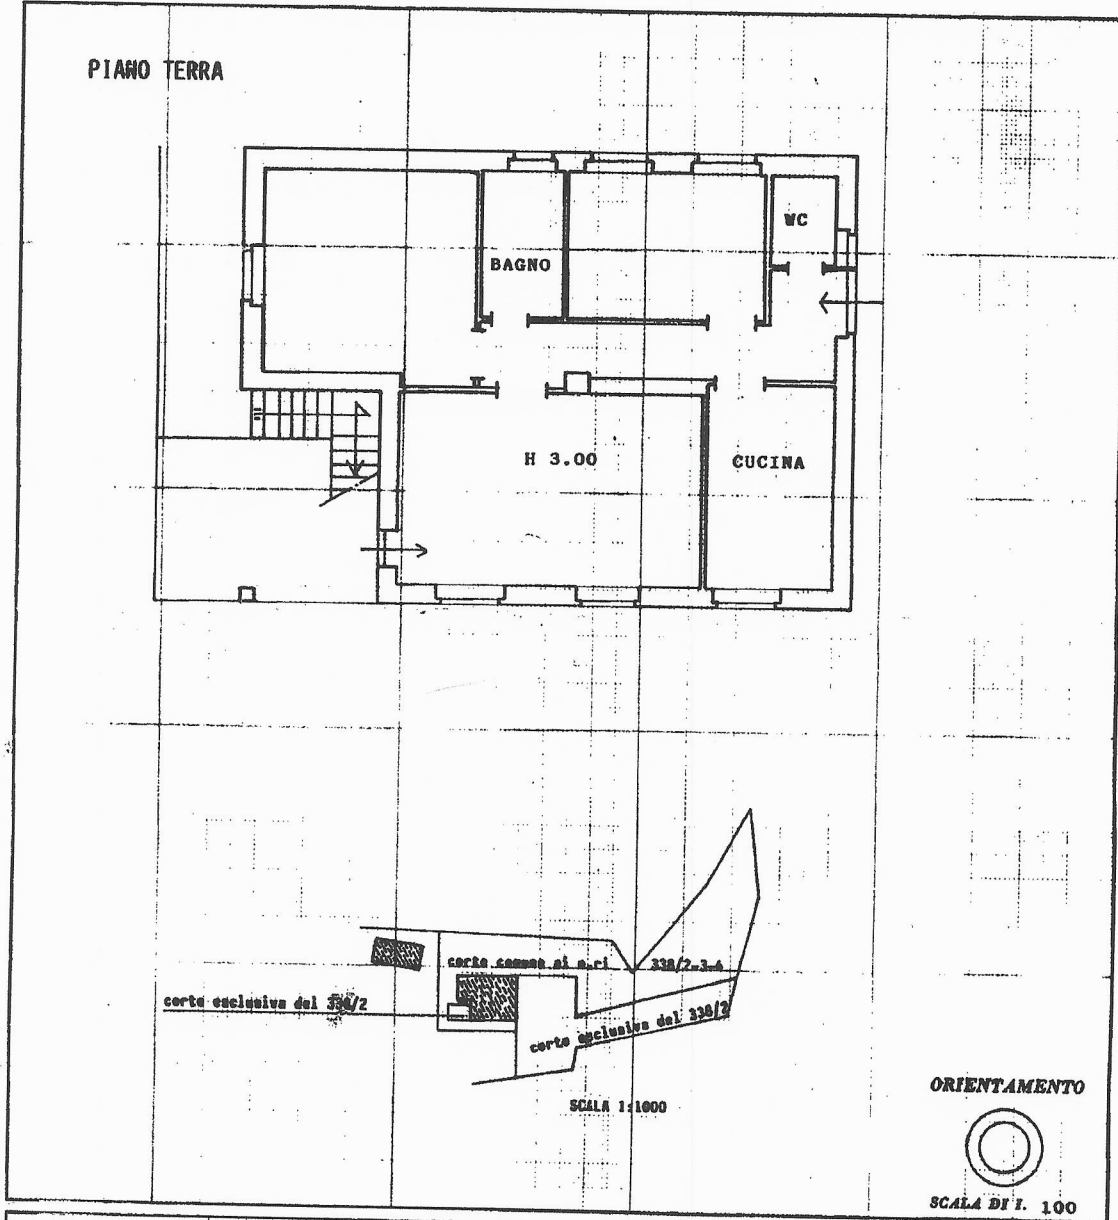 PIANO TERRA
WC
BAGNO
H 3.00
CUCINA
corte comune ai n.ri 338/2-3-4
corte esclusiva del 338/2
corte esclusiva del 338/2
SCALA 1:1000
ORIENTAMENTO
SCALA DI 1. 100